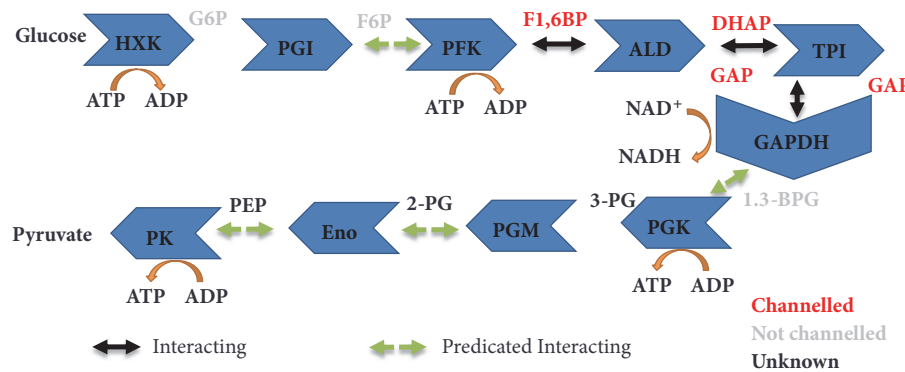 Glucose
HXK
G6P
PGI
F6P
PFK
F1,6BP
ALD
DHAP
TPI
GAP
GAP
ATP ADP
ATP ADP
NAD+
NADH
GAPDH
1.3-BPG
Pyruvate
PK
PEP
Eno
2-PG
PGM
3-PG
PGK
ATP ADP
ATP ADP
Interacting
Predicated Interacting
Channelled
Not channelled
Unknown